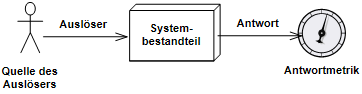 Auslöser
System-
bestandteil
Antwort
Quelle des
Auslösers
Antwortmetrik